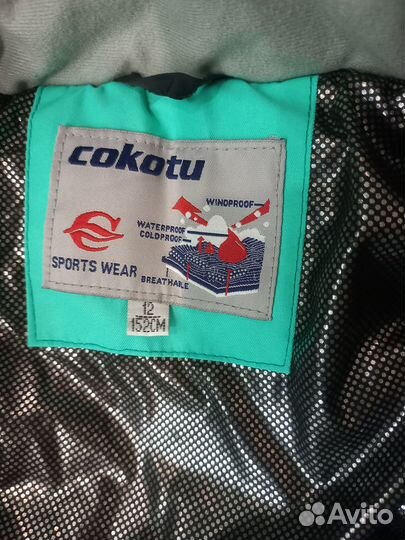 cokotu
WINDPROOF
WATERPROOF
COLDPROOF
SPORTS WEAR
BREATHABLE
12
152CM
Avito